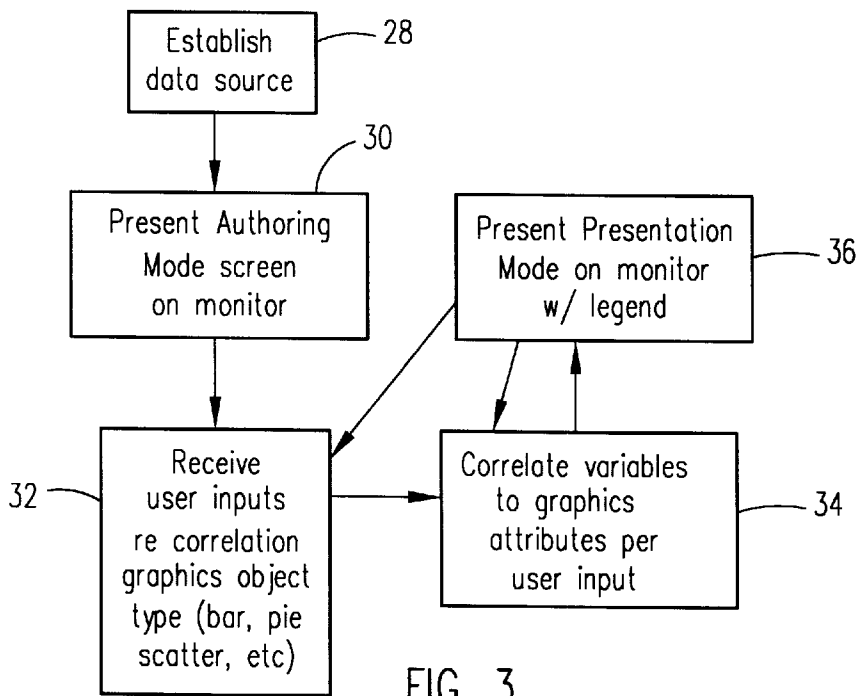 Establish
data source
28
30
Present Authoring
Mode screen
on monitor
Present Presentation
Mode on monitor
w/ legend
36
32
Receive
user inputs
re correlation
graphics object
type (bar, pie
scatter, etc)
Correlate variables
to graphics
attributes per
user input
34
FIG. 3